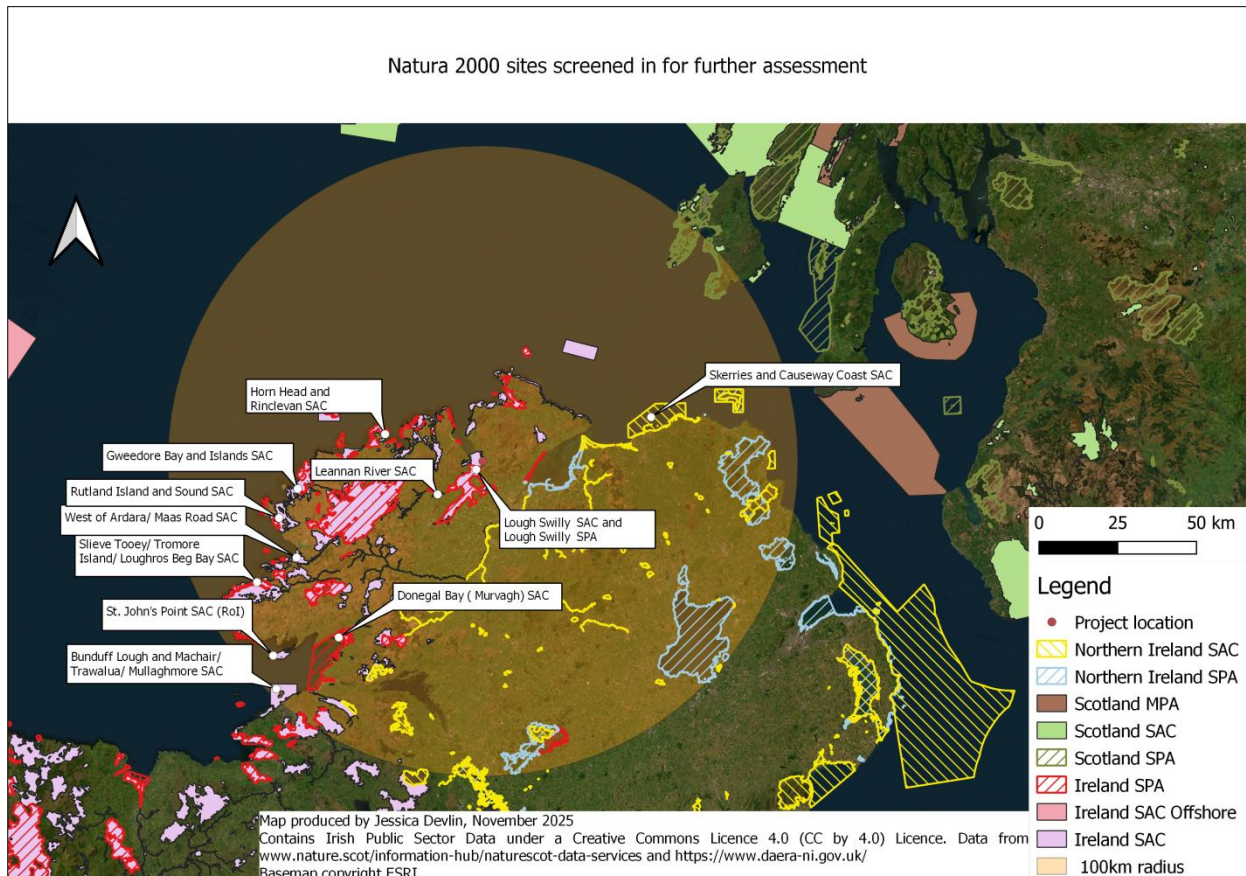 Natura 2000 sites screened in for further assessment
Horn Head and
Rinclevan SAC
Skerries and Causeway Coast SAC
Gweedore Bay and Islands SAC
Leannan River SAC
Rutland Island and Sound SAC
West of Ardara/ Maas Road SAC
Lough Swilly SAC and
Lough Swilly SPA
Slieve Tooey/ Tromore
Island/ Loughros Beg Bay SAC
Donegal Bay ( Murvagh) SAC
St. John's Point SAC (RoI)
Bunduff Lough and Machair/
Trawalua/ Mullaghmore SAC
0 25 50 km
Legend
Project location
Northern Ireland SAC
Northern Ireland SPA
Scotland MPA
Scotland SAC
Scotland SPA
Ireland SPA
Ireland SAC Offshore
Ireland SAC
100km radius
Map produced by Jessica Devlin, November 2025
Contains Irish Public Sector Data under a Creative Commons Licence 4.0 (CC by 4.0) Licence. Data from
www.nature.scot/information-hub/naturescot-data-services and https://www.daera-ni.gov.uk/
Basemap copyright ESRI